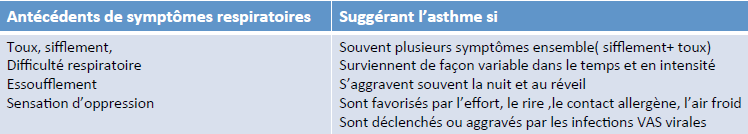 Antécédents de symptômes respiratoires
Suggérant l'asthme si
Toux, sifflement,
Difficulté respiratoire
Essoufflement
Sensation d'oppression
Souvent plusieurs symptômes ensemble( sifflement+ toux)
Surviennent de façon variable dans le temps et en intensité
S'aggravent souvent la nuit et au réveil
Sont favorisés par l'effort, le rire ,le contact allergène, l'air froid
Sont déclenchés ou aggravés par les infections VAS virales